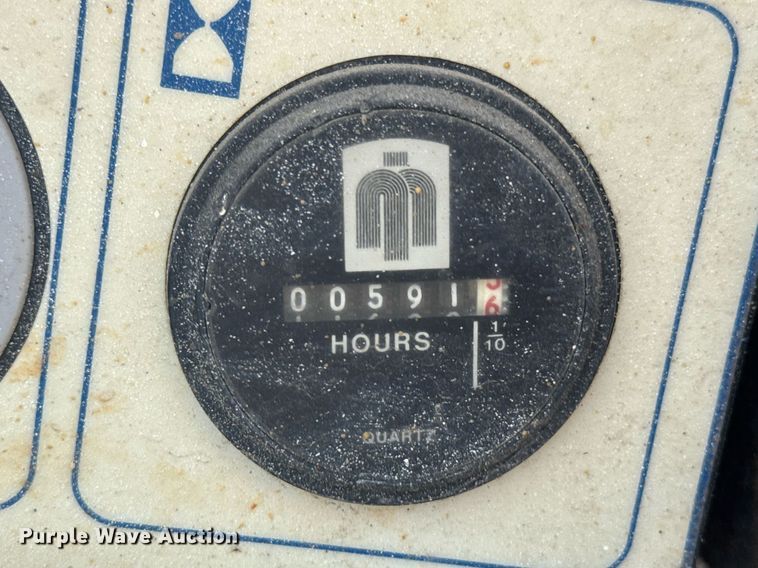 00591
HOURS
1/10
QUARTZ
Purple Wave Auction®